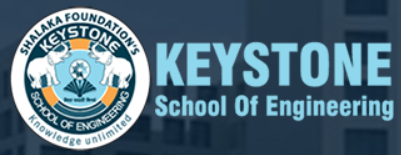 SHALAKA FOUNDATION'S
KEYSTONE
SCHOOL OF ENGINEERING
Knowledge unlimited
KEYSTONE
School Of Engineering